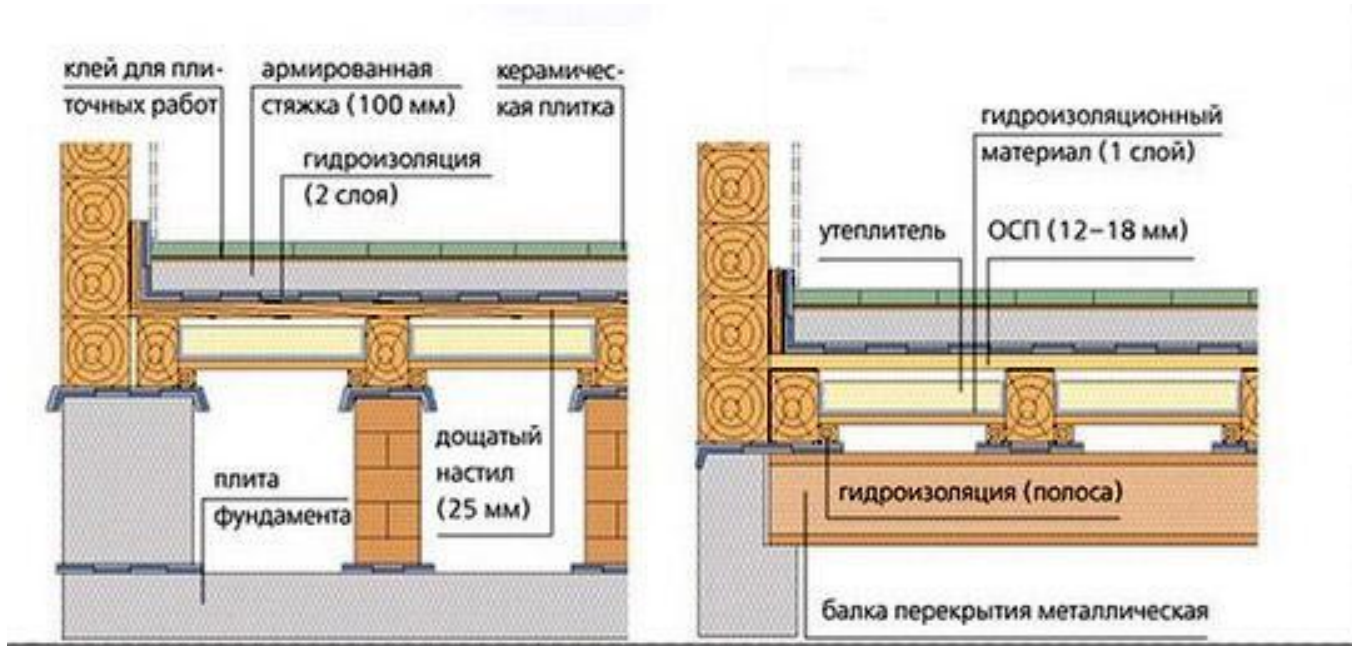 клей для пли-
точных работ
армированная
стяжка (100 мм)
керамичес-
кая плитка
гидроизоляция
(2 слоя)
дощатый
настил
(25 мм)
плита
фундамента
гидроизоляционный
материал (1 слой)
утеплитель
ОСП (12–18 мм)
гидроизоляция (полоса)
балка перекрытия металлическая